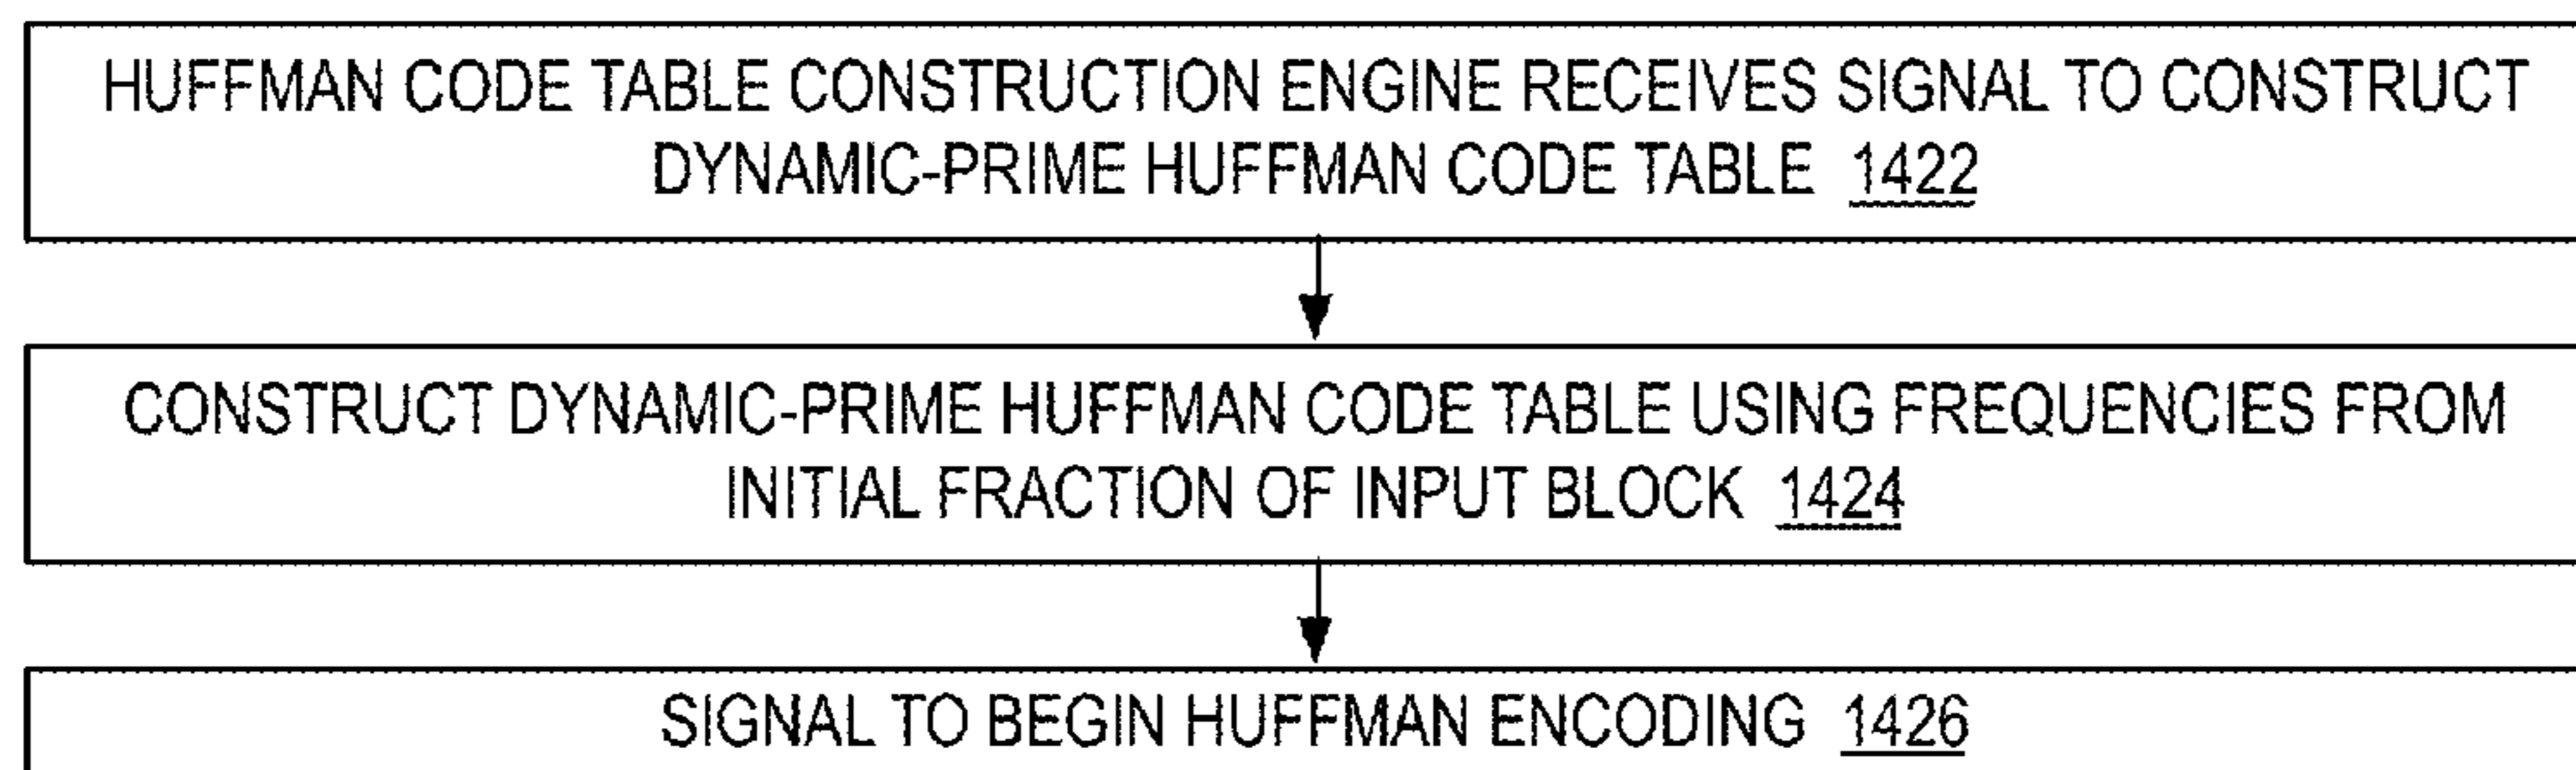 HUFFMAN CODE TABLE CONSTRUCTION ENGINE RECEIVES SIGNAL TO CONSTRUCT
DYNAMIC-PRIME HUFFMAN CODE TABLE 1422
CONSTRUCT DYNAMIC-PRIME HUFFMAN CODE TABLE USING FREQUENCIES FROM
INITIAL FRACTION OF INPUT BLOCK 1424
SIGNAL TO BEGIN HUFFMAN ENCODING 1426